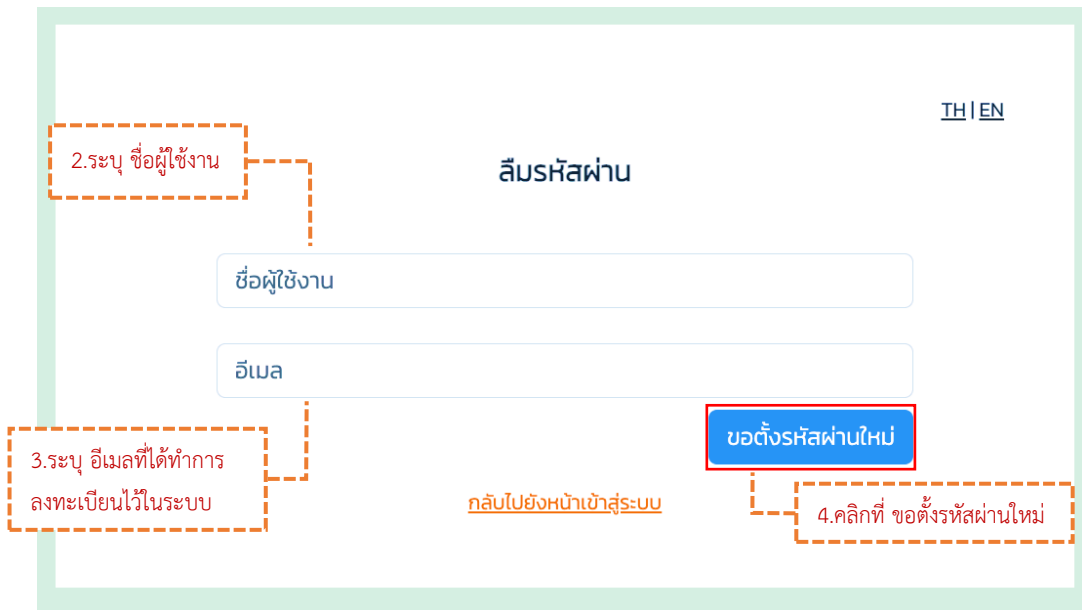 TH | EN
2.ระบุ ชื่อผู้ใช้งาน
ลืมรหัสผ่าน
ชื่อผู้ใช้งาน
อีเมล
ขอตั้งรหัสผ่านใหม่
3.ระบุ อีเมลที่ได้ทำการ
ลงทะเบียนไว้ในระบบ
กลับไปยังหน้าเข้าสู่ระบบ
4.คลิกที่ ขอตั้งรหัสผ่านใหม่